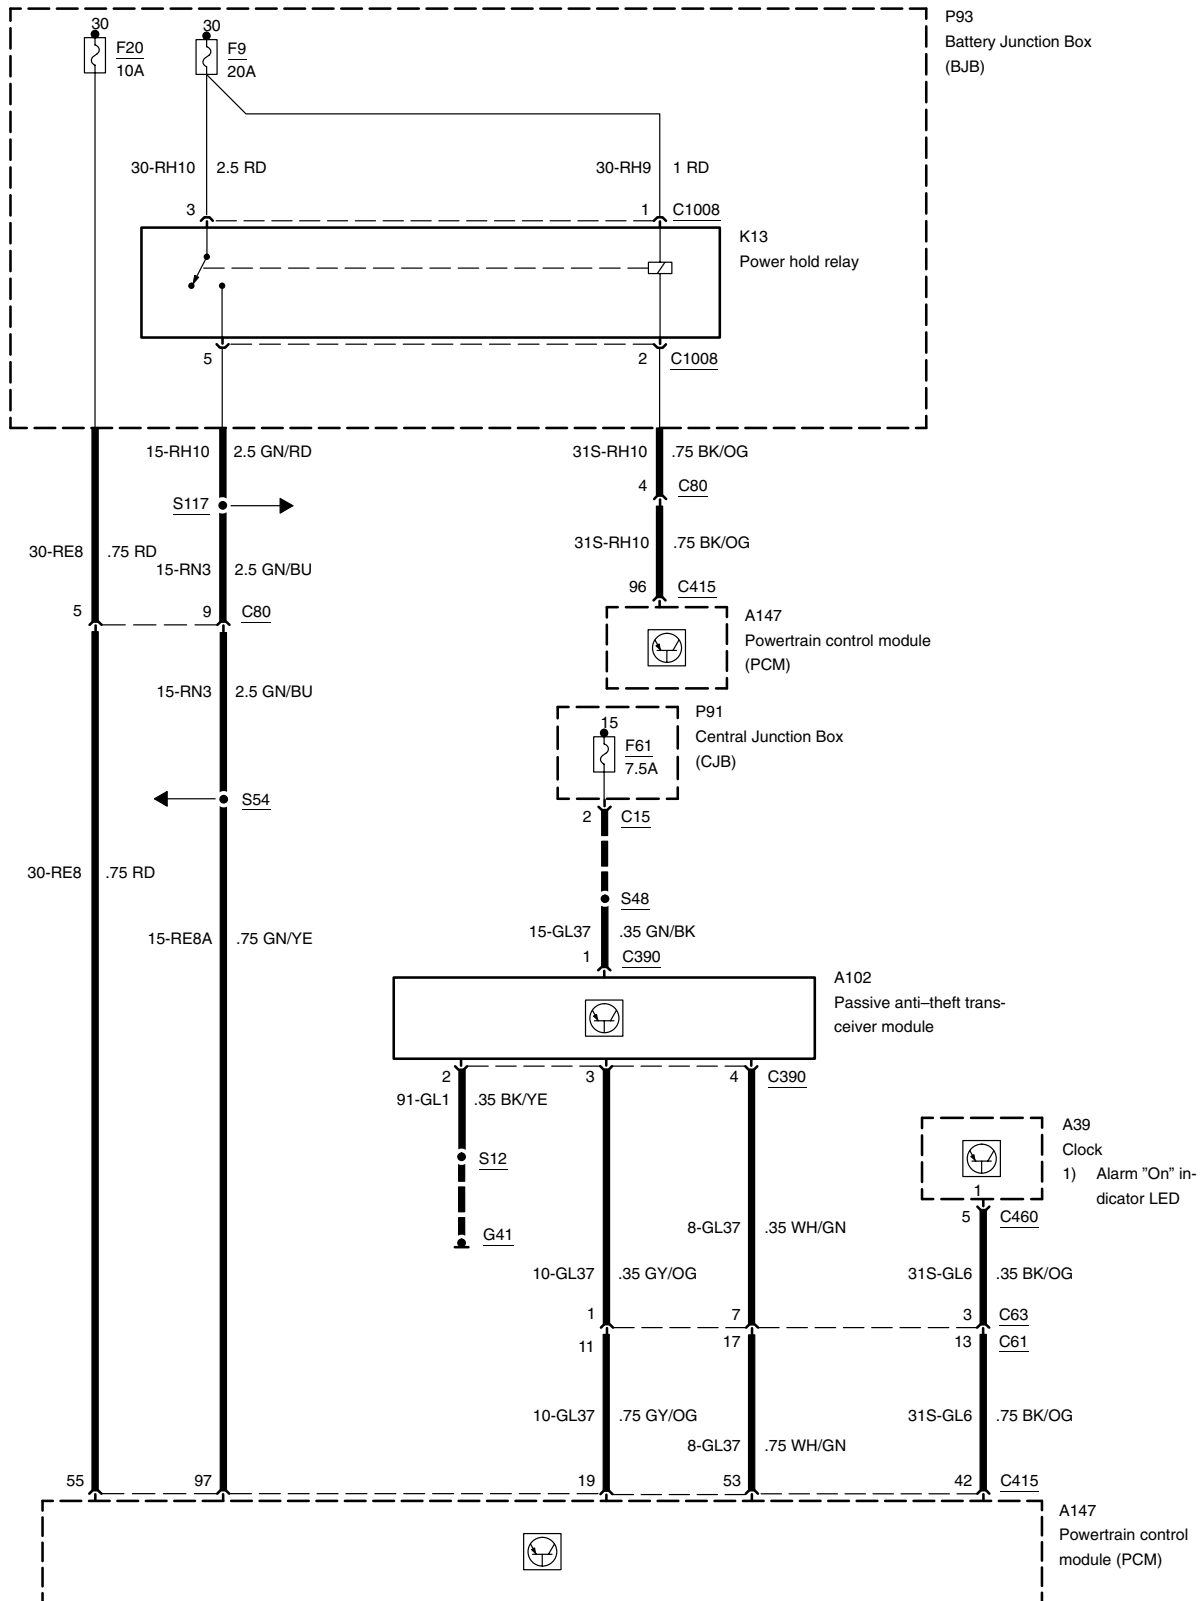 P93
30
30
F20
F9
Battery Junction Box
10A
20A
(BJB)
30-RH10 2.5 RD
30-RH9 1 RD
3
1 C1008
K13
Power hold relay
5
2 C1008
15-RH10 2.5 GN/RD
31S-RH10 .75 BK/OG
4 C80
S117
31S-RH10 .75 BK/OG
30-RE8 .75 RD
15-RN3 2.5 GN/BU
96 C415
5
9 C80
A147
Powertrain control module
(PCM)
15-RN3 2.5 GN/BU
P91
15
Central Junction Box
F61
(CJB)
7.5A
S54
2 C15
30-RE8 .75 RD
S48
15-RE8A .75 GN/YE
15-GL37 .35 GN/BK
1 C390
A102
Passive anti–theft trans-
ceiver module
2
3
4 C390
91-GL1 .35 BK/YE
A39
Clock
S12
1) Alarm ”On” in-
dicator LED
1
5 C460
8-GL37 .35 WH/GN
G41
10-GL37 .35 GY/OG
31S-GL6 .35 BK/OG
1
7
3 C63
11
17
13 C61
10-GL37 .75 GY/OG
31S-GL6 .75 BK/OG
8-GL37 .75 WH/GN
55
97
19
53
42 C415
A147
Powertrain control
module (PCM)